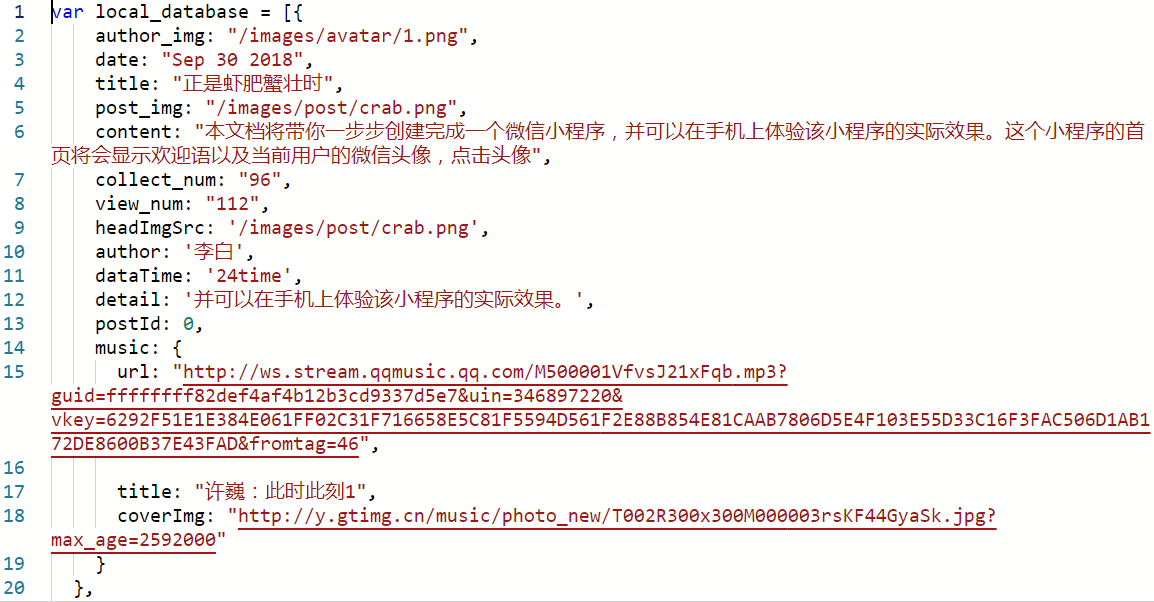 1 var local_database = [{
2 author_img: "/images/avatar/1.png",
3 date: "Sep 30 2018",
4 title: "正是虾肥蟹壮时",
5 post_img: "/images/post/crab.png",
6 content: "本文档将带你一步步创建完成一个微信小程序，并可以在手机上体验该小程序的实际效果。这个小程序的首
页将会显示欢迎语以及当前用户的微信头像，点击头像",
7 collect_num: "96",
8 view_num: "112",
9 headImgSrc: '/images/post/crab.png',
10 author: '李白',
11 dataTime: '24time',
12 detail: '并可以在手机上体验该小程序的实际效果。',
13 postId: 0,
14 music: {
15 url: "http://ws.stream.qqmusic.qq.com/M500001VfvsJ21xFqb.mp3?
guid=ffffffff82def4af4b12b3cd9337d5e7&uin=346897220&
vkey=6292F51E1E384E061FF02C31F716658E5C81F5594D561F2E88B854E81CAAB7806D5E4F103E55D33C16F3FAC506D1AB1
72DE8600B37E43FAD&fromtag=46",
16
17 title: "许巍：此时此刻1",
18 coverImg: "http://y.gtimg.cn/music/photo_new/T002R300x300M000003rsKF44GyaSk.jpg?
max_age=2592000"
19 }
20 },